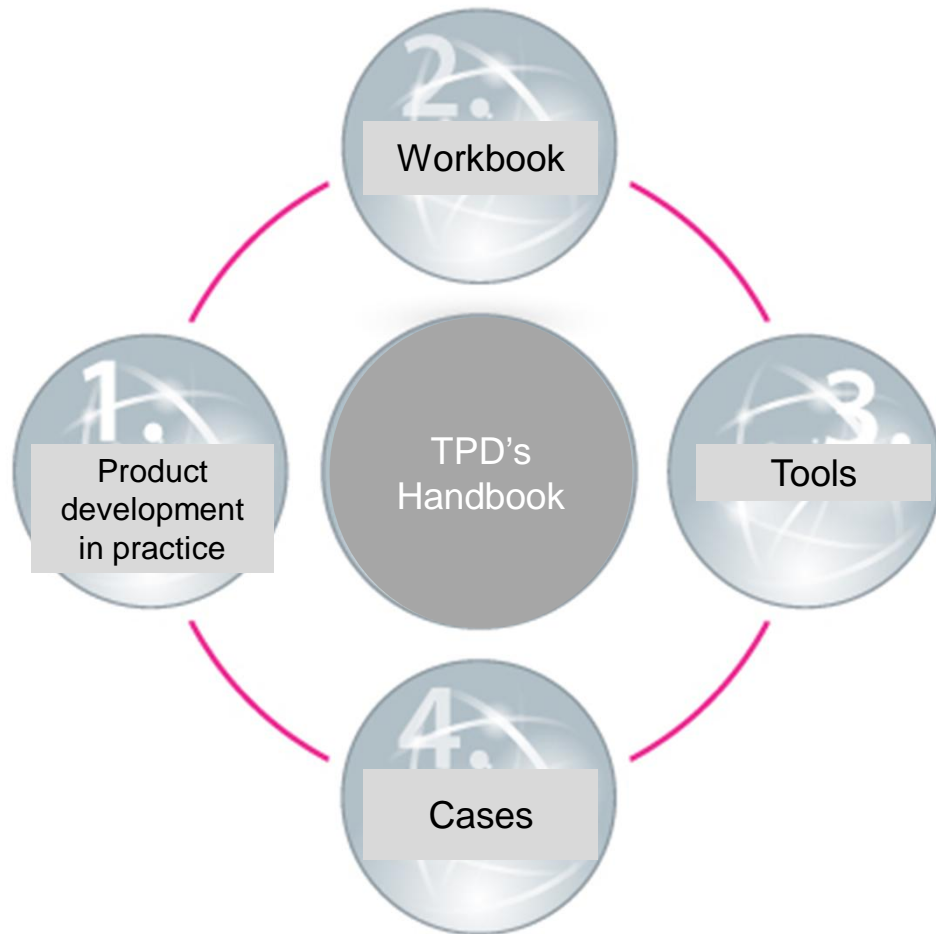 2.
Workbook
1.
Product
development
in practice
TPD’s
Handbook
3.
Tools
4.
Cases